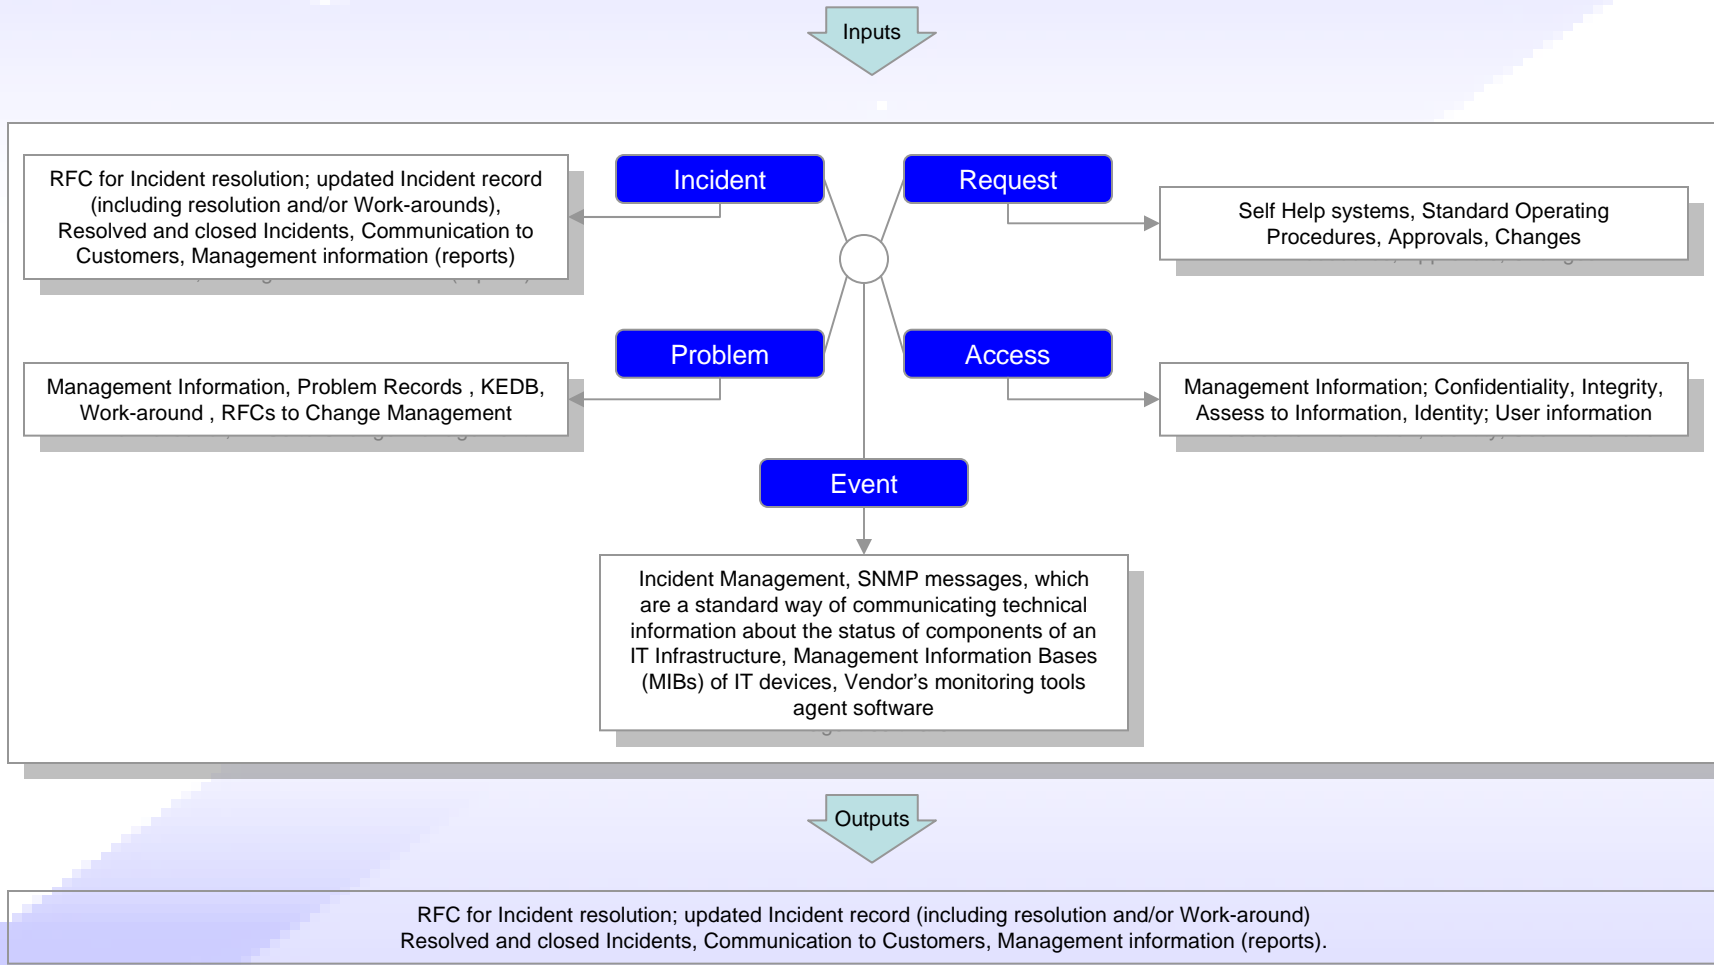 Inputs
Incident
RFC for Incident resolution; updated Incident record
(including resolution and/or Work-arounds),
Resolved and closed Incidents, Communication to
Customers, Management information (reports)
Request
Self Help systems, Standard Operating
Procedures, Approvals, Changes
Problem
Management Information, Problem Records , KEDB,
Work-around , RFCs to Change Management
Access
Management Information; Confidentiality, Integrity,
Assess to Information, Identity; User information
Event
Incident Management, SNMP messages, which
are a standard way of communicating technical
information about the status of components of an
IT Infrastructure, Management Information Bases
(MIBs) of IT devices, Vendor’s monitoring tools
agent software
Outputs
RFC for Incident resolution; updated Incident record (including resolution and/or Work-around)
Resolved and closed Incidents, Communication to Customers, Management information (reports).